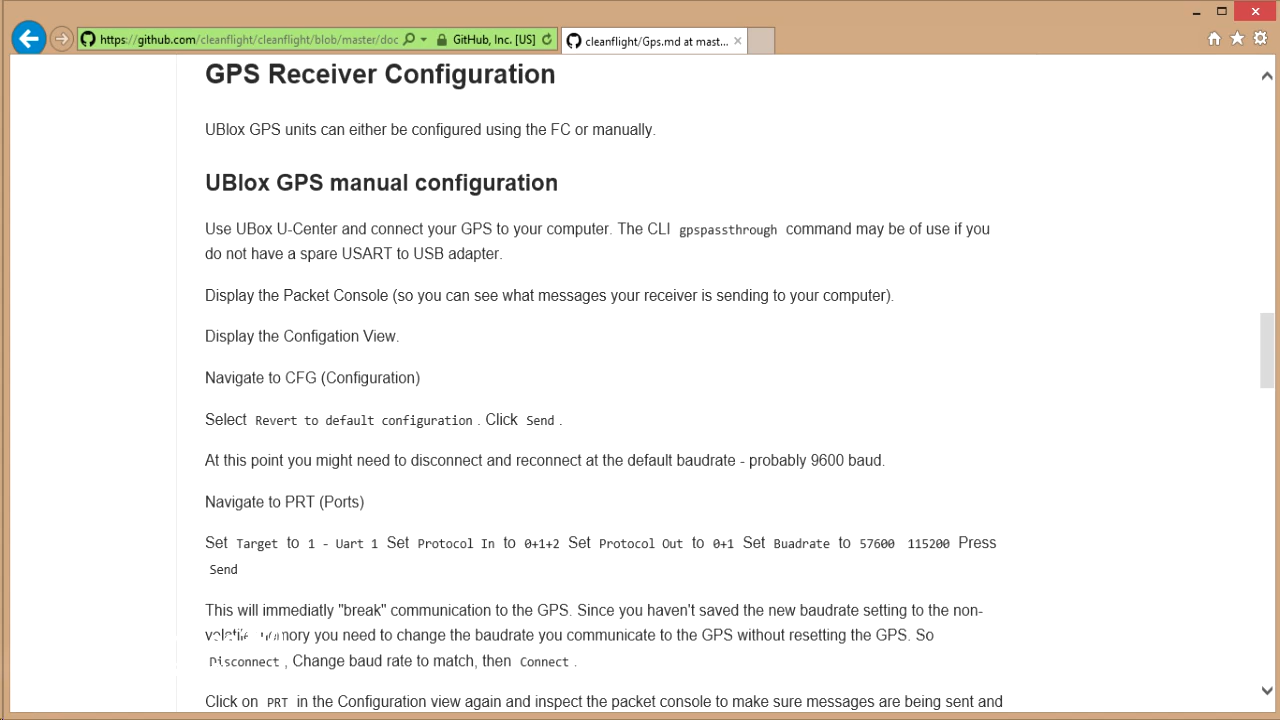 https://github.com/cleanflight/cleanflight/blob/master/doc
GitHub, Inc. [US]
cleanflight/Gps.md at mast...
GPS Receiver Configuration
UBlox GPS units can either be configured using the FC or manually.
UBlox GPS manual configuration
Use UBox U-Center and connect your GPS to your computer. The CLI gpspassthrough command may be of use if you
do not have a spare USART to USB adapter.
Display the Packet Console (so you can see what messages your receiver is sending to your computer).
Display the Configation View.
Navigate to CFG (Configuration)
Select Revert to default configuration. Click Send.
At this point you might need to disconnect and reconnect at the default baudrate - probably 9600 baud.
Navigate to PRT (Ports)
Set Target to 1 - Uart 1 Set Protocol In to 0+1+2 Set Protocol Out to 0+1 Set Buadrate to 57600 115200 Press
Send
This will immediatly "break" communication to the GPS. Since you haven't saved the new baudrate setting to the non-
volatile memory you need to change the baudrate you communicate to the GPS without resetting the GPS. So
Disconnect, Change baud rate to match, then Connect.
Click on PRT in the Configuration view again and inspect the packet console to make sure messages are being sent and